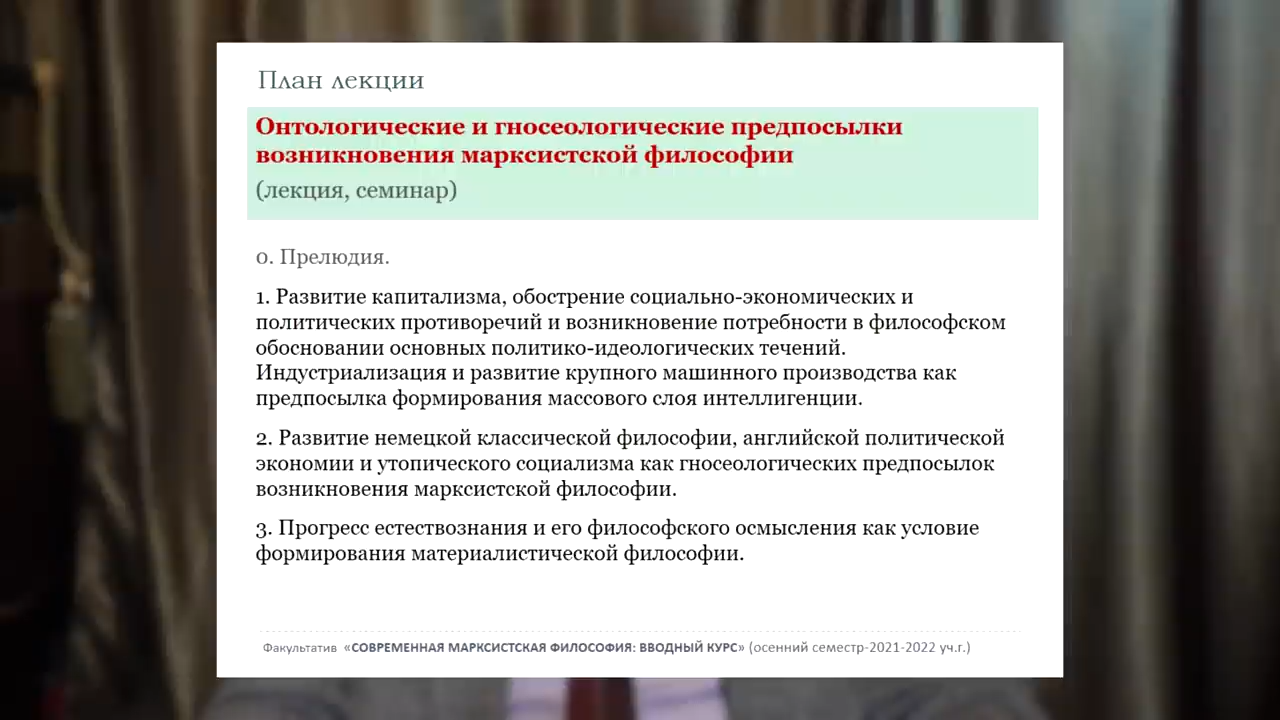 План лекции
Онтологические и гносеологические предпосылки
возникновения марксистской философии
(лекция, семинар)
0. Прелюдия.
1. Развитие капитализма, обострение социально-экономических и
политических противоречий и возникновение потребности в философском
обосновании основных политико-идеологических течений.
Индустриализация и развитие крупного машинного производства как
предпосылка формирования массового слоя интеллигенции.
2. Развитие немецкой классической философии, английской политической
экономии и утопического социализма как гносеологических предпосылок
возникновения марксистской философии.
3. Прогресс естествознания и его философского осмысления как условие
формирования материалистической философии.
Факультатив «СОВРЕМЕННАЯ МАРКСИСТСКАЯ ФИЛОСОФИЯ: ВВОДНЫЙ КУРС» (осенний семестр-2021-2022 уч.г.)